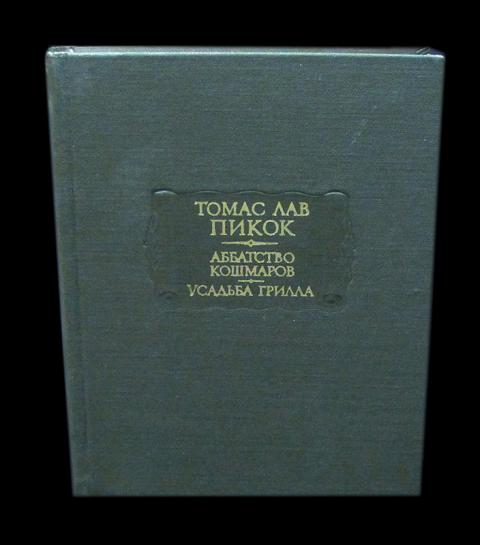 ТОМАС ЛАВ
ПИКОК
АББАТСТВО
КОШМАРОВ
УСАДЬБА ГРИЛЛА